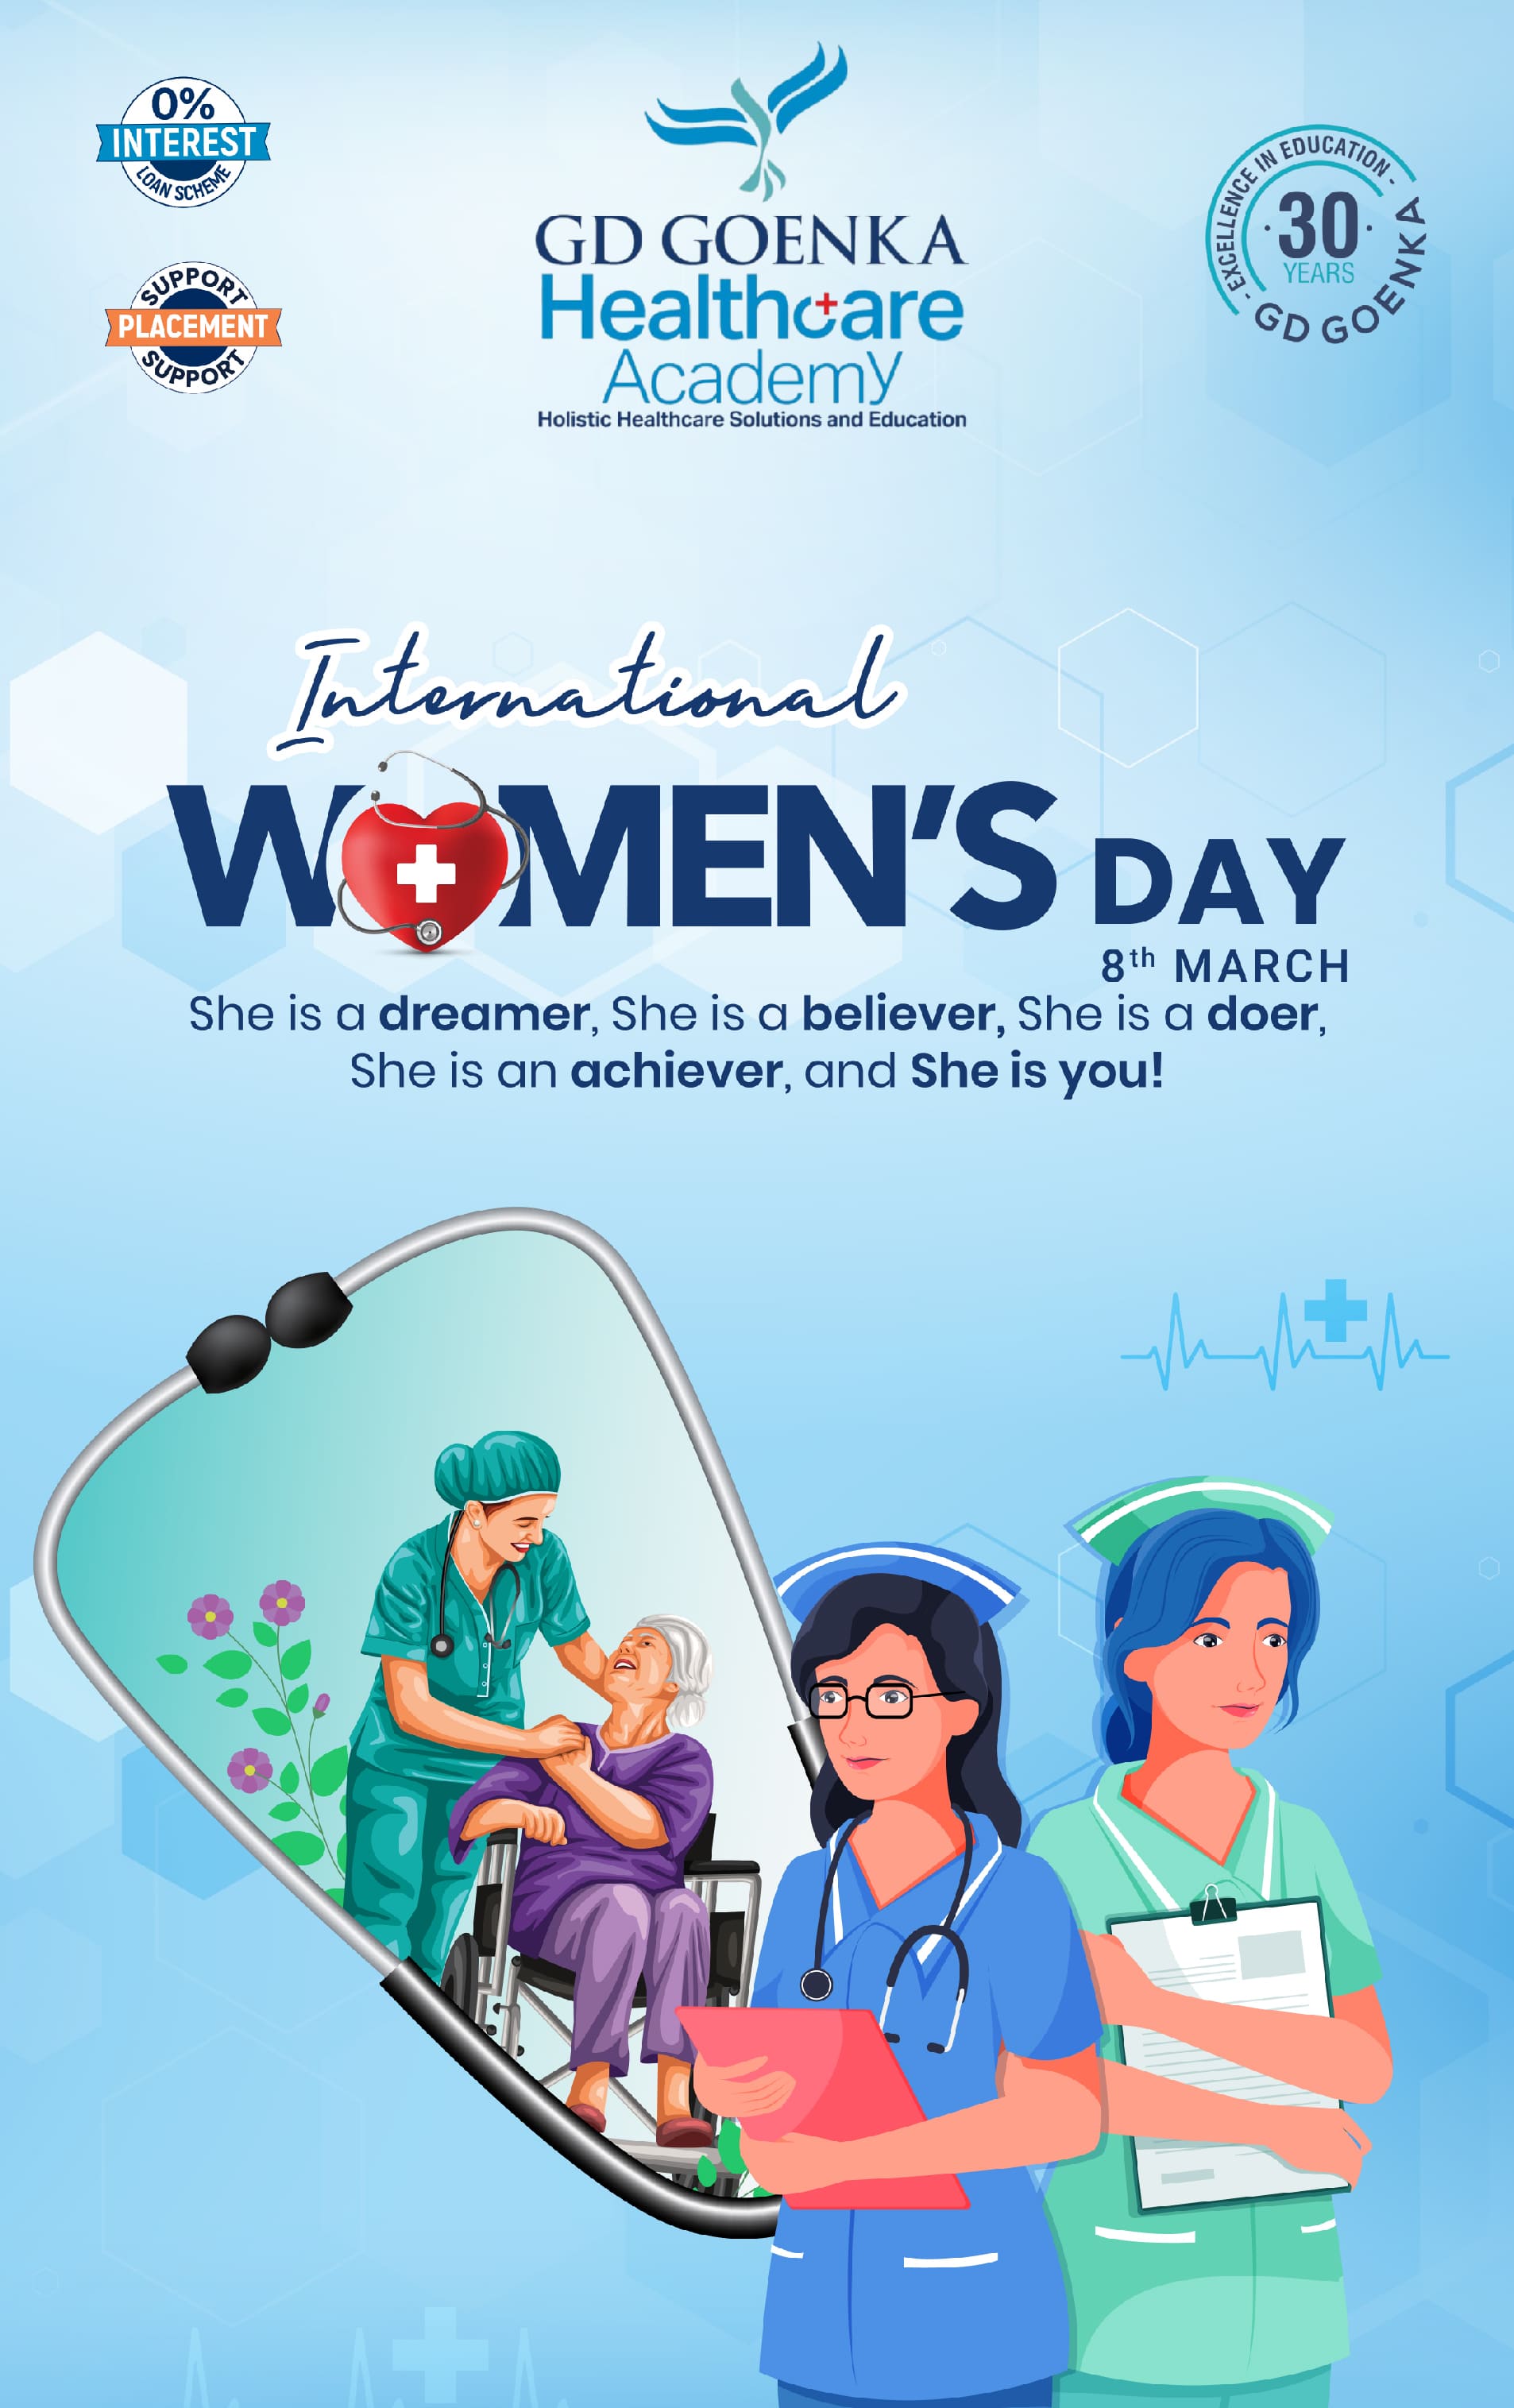 0%
INTEREST
LOAN SCHEME
SUPPORT
PLACEMENT
SUPPORT
GD GOENKA
Healthcare
Academy
Holistic Healthcare Solutions and Education
- EXCELLENCE IN EDUCATION -
30
YEARS
GD GOENKA
International
WOMEN'S DAY
8th MARCH
She is a dreamer, She is a believer, She is a doer,
She is an achiever, and She is you!